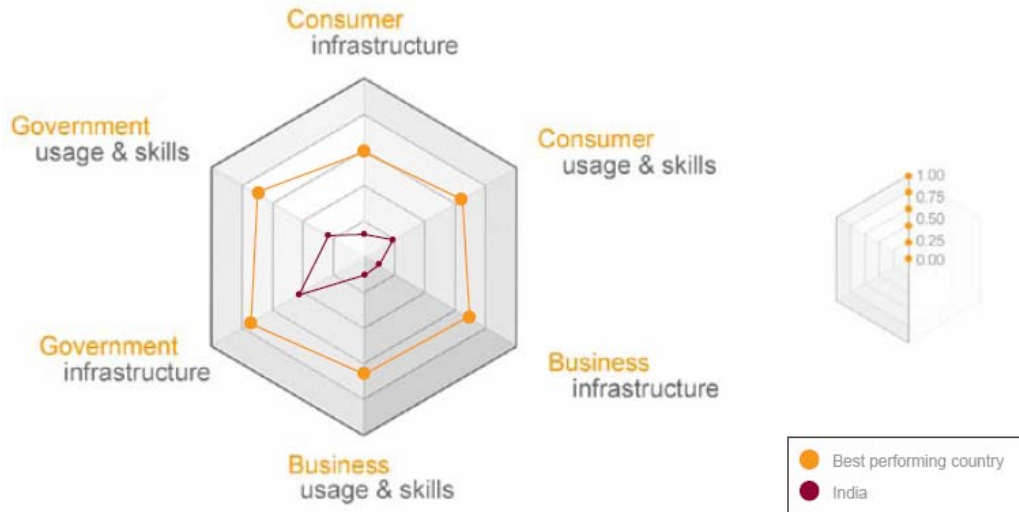 Consumer
infrastructure
Government
usage & skills
Consumer
usage & skills
1.00
0.75
0.50
0.25
0.00
Government
infrastructure
Business
infrastructure
Business
usage & skills
Best performing country
India